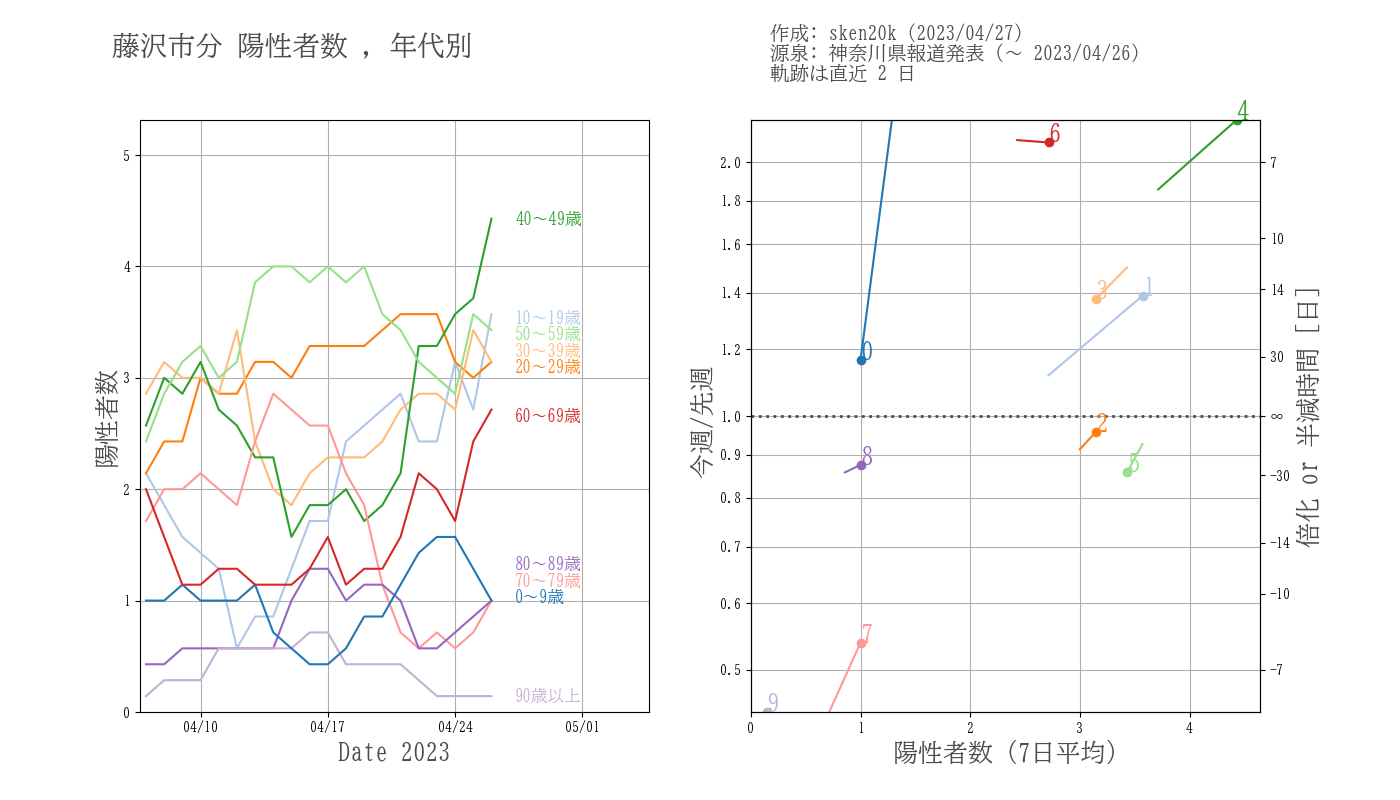 藤沢市分 陽性者数 , 年代別
作成: sken20k (2023/04/27)
源泉: 神奈川県報道発表 (～ 2023/04/26)
軌跡は直近 2 日
陽性者数
5
4
3
2
1
0
04/10
04/17
04/24
05/01
Date 2023
40～49歳
10～19歳
50～59歳
30～39歳
20～29歳
60～69歳
80～89歳
70～79歳
0～9歳
90歳以上
今週/先週
2.0
1.8
1.6
1.4
1.2
1.0
0.9
0.8
0.7
0.6
0.5
0
1
2
3
4
陽性者数 (7日平均)
4
6
3
1
0
2
8
5
7
9
7
10
14
30
∞
−30
−14
−10
−7
倍化 or 半減時間 [日]